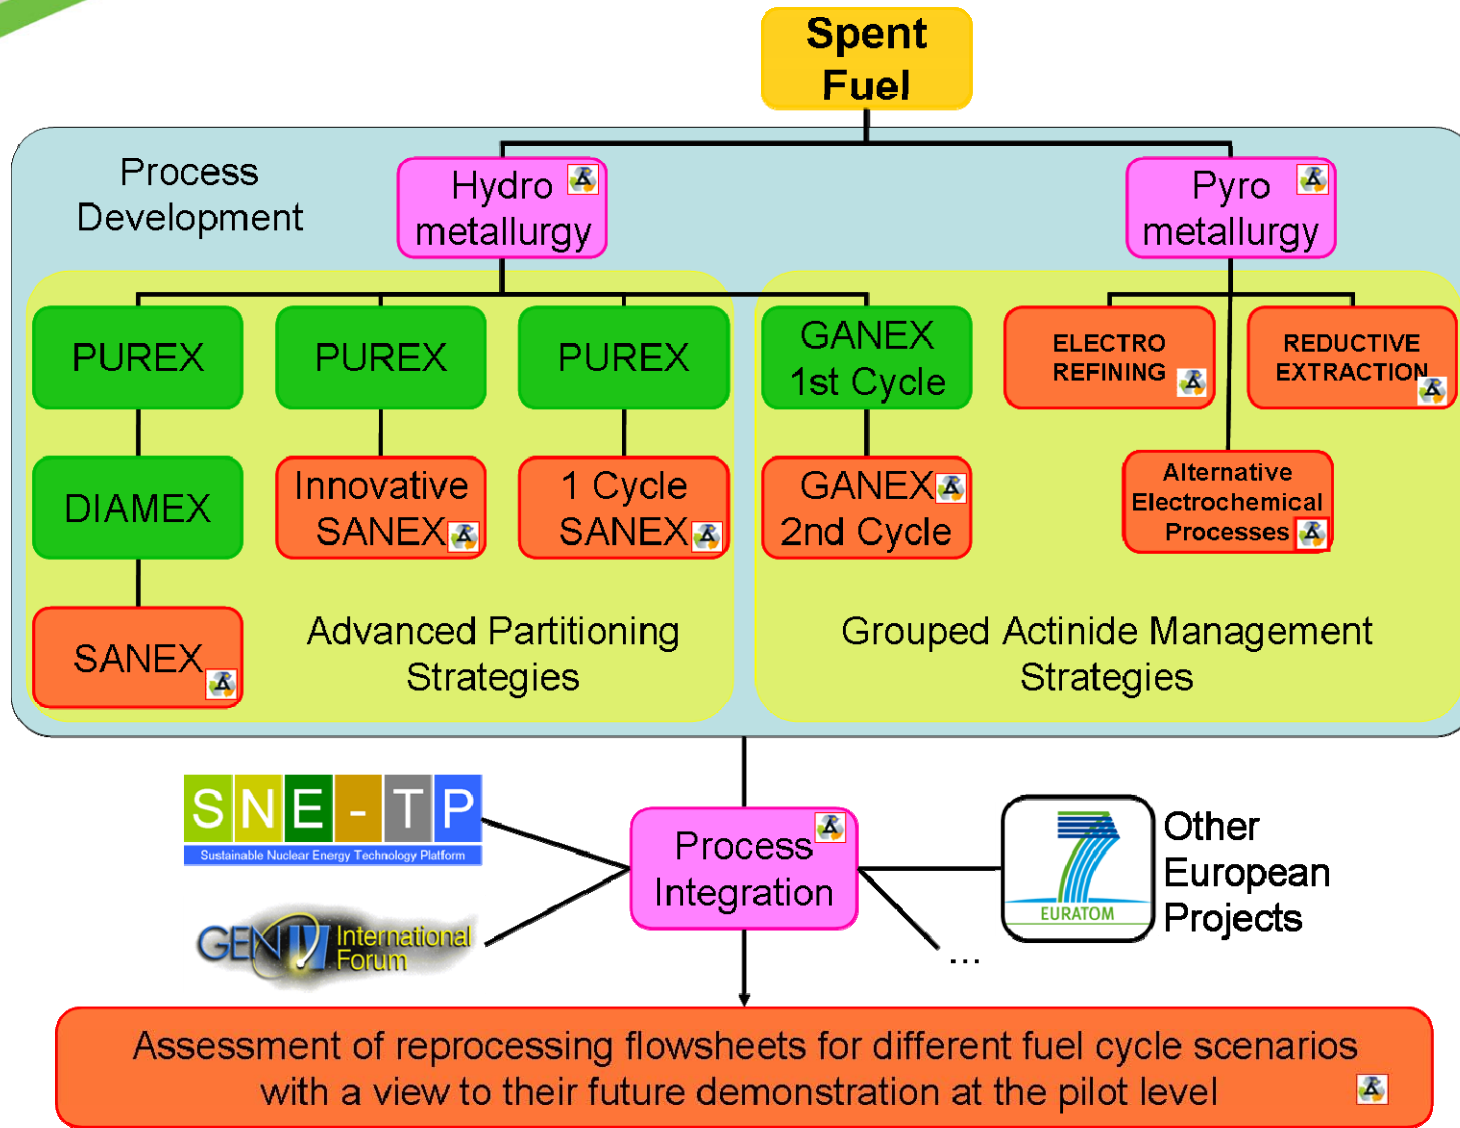 Spent
Fuel
Process
Development
Hydro
metallurgy
Pyro
metallurgy
PUREX
PUREX
PUREX
GANEX
1st Cycle
ELECTRO
REFINING
REDUCTIVE
EXTRACTION
DIAMEX
Innovative
SANEX
1 Cycle
SANEX
GANEX
2nd Cycle
Alternative
Electrochemical
Processes
SANEX
Advanced Partitioning
Strategies
Grouped Actinide Management
Strategies
SNE-TP
Sustainable Nuclear Energy Technology Platform
Process
Integration
7
EURATOM
Other
European
Projects
GEN IV International
Forum
...
Assessment of reprocessing flowsheets for different fuel cycle scenarios
with a view to their future demonstration at the pilot level